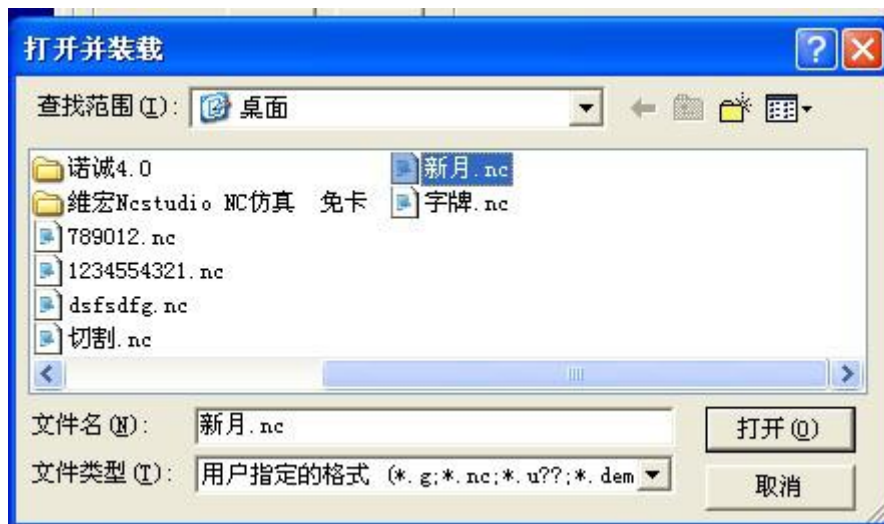 打开并装载
查找范围(I): 桌面
诺诚4.0
维宏Ncstudio NC仿真 免卡
789012.nc
1234554321.nc
dsfsdfg.nc
切割.nc
新月.nc
字牌.nc
文件名(N): 新月.nc
打开(O)
文件类型(T): 用户指定的格式 (*.g;*.nc;*.u??;*.dem
取消